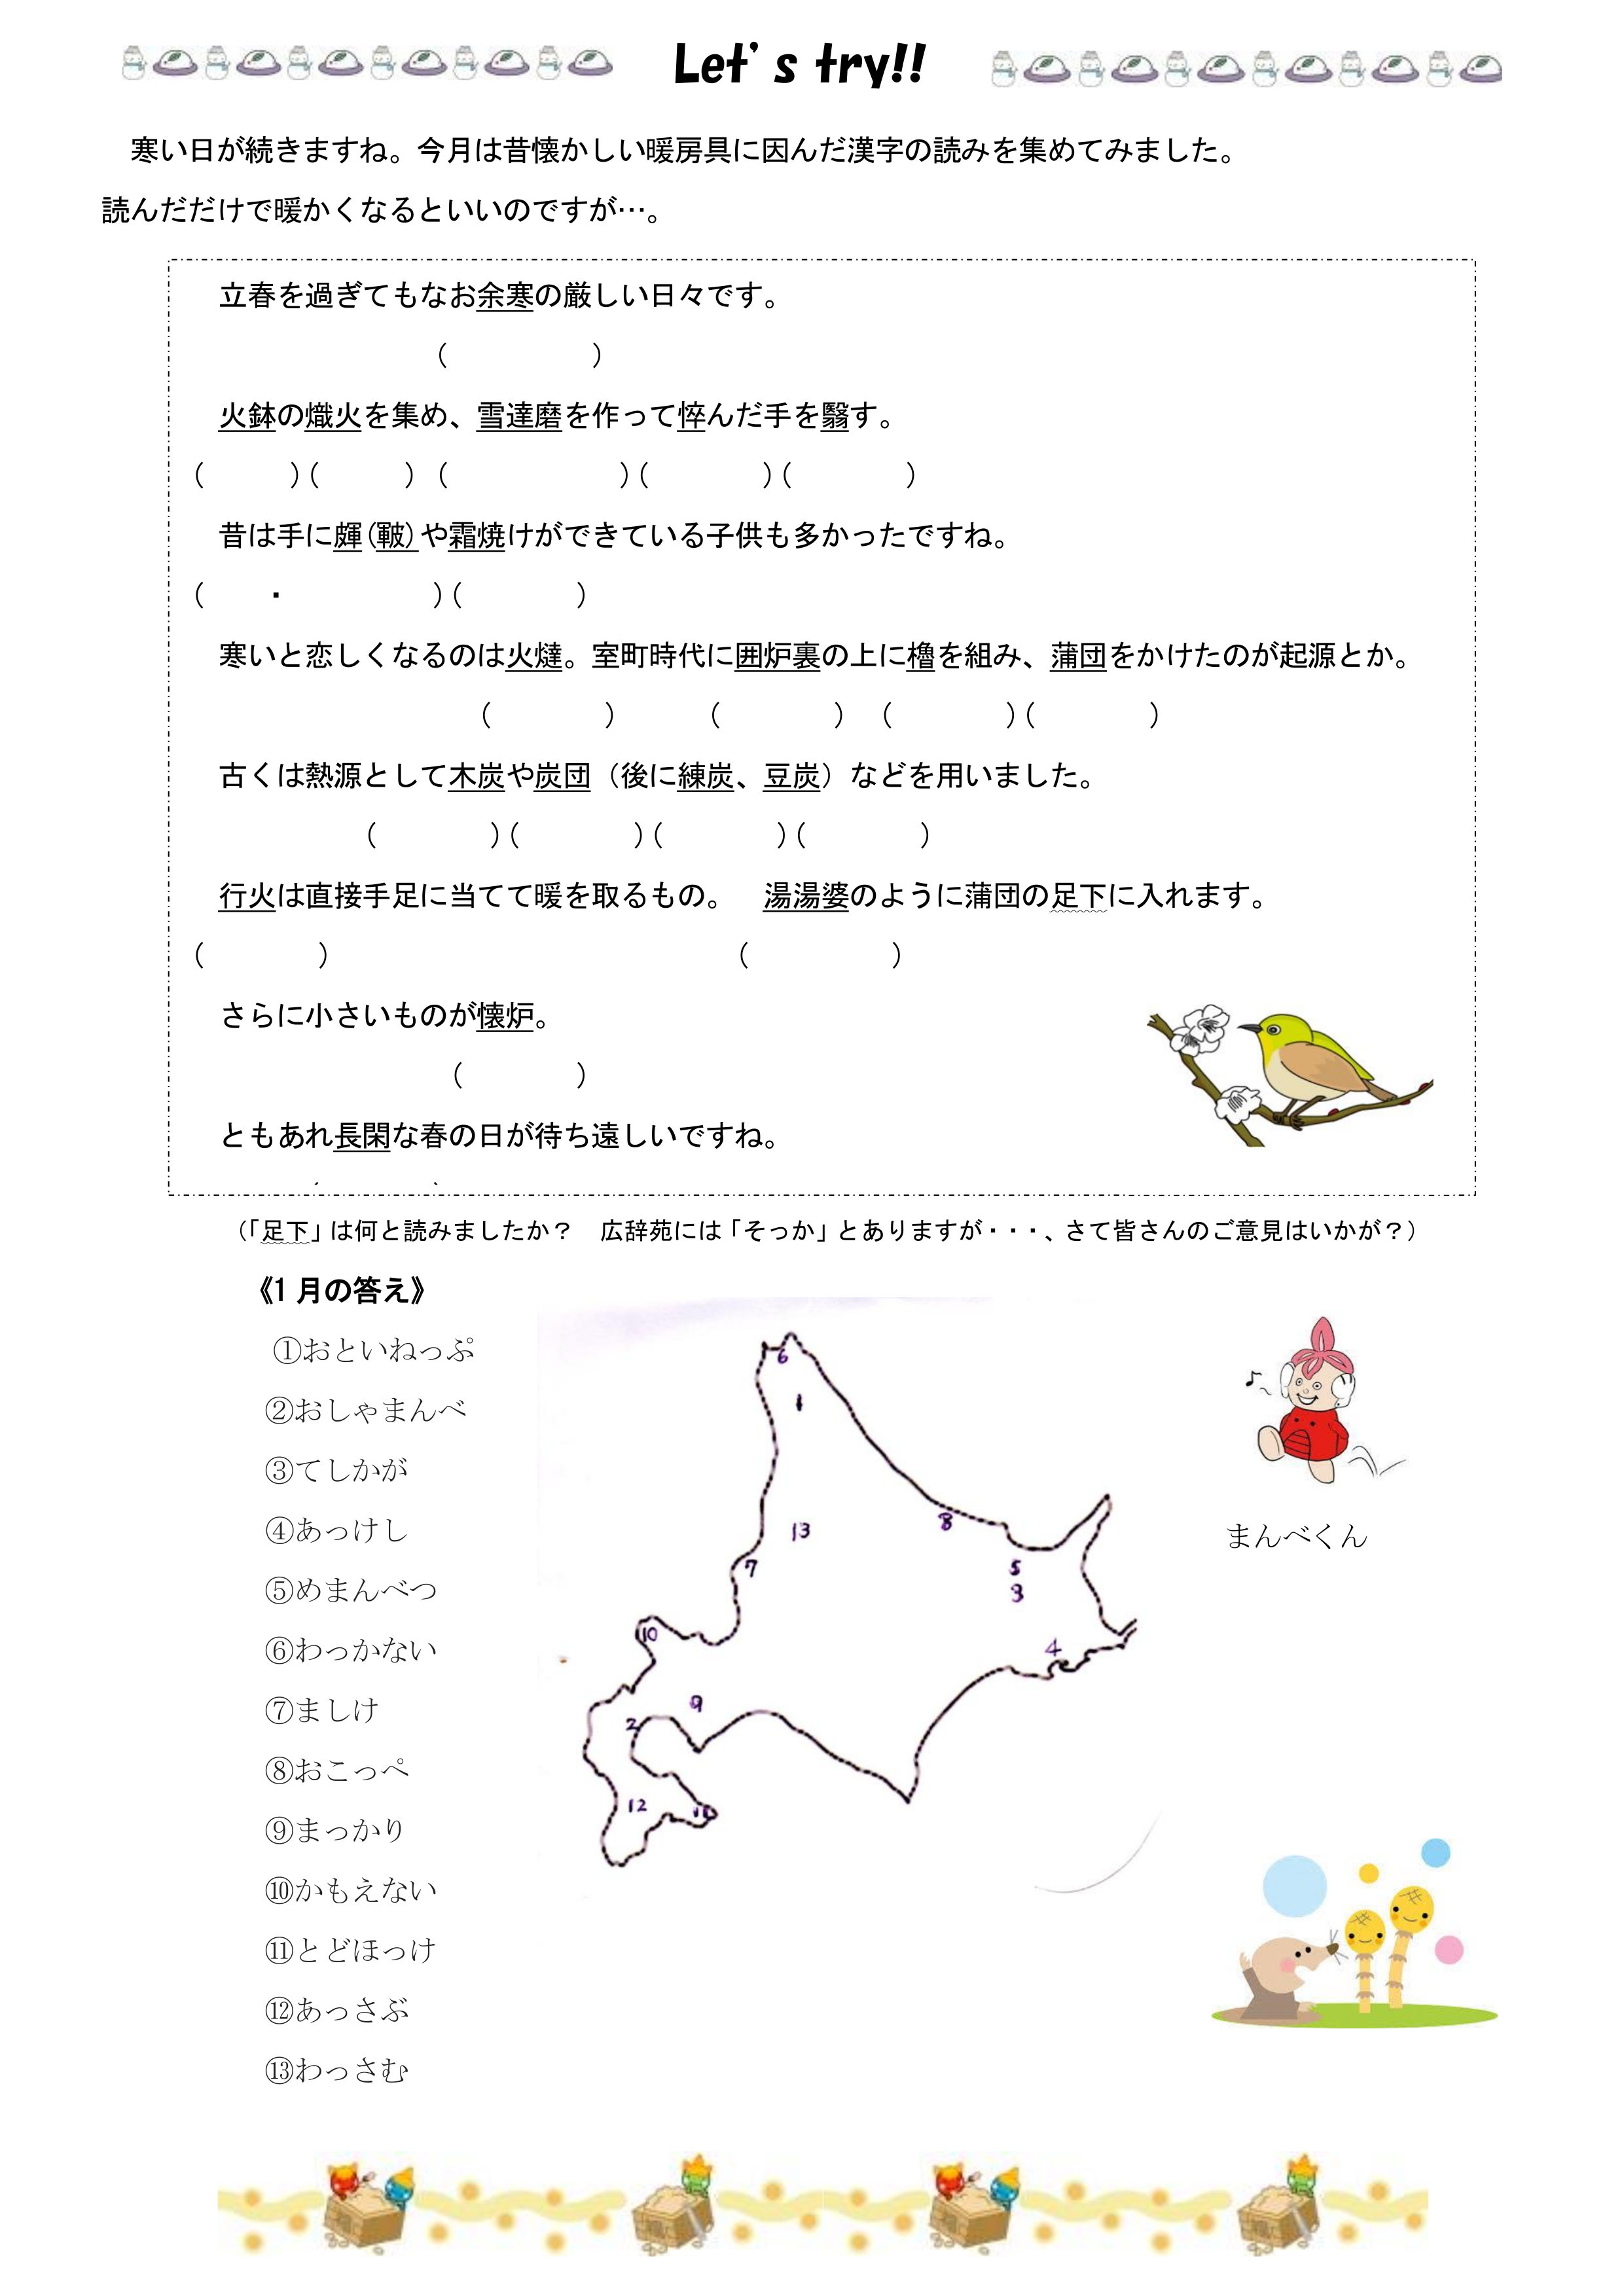 Let's try!!
寒い日が続きますね。今月は昔懐かしい暖房具に因んだ漢字の読みを集めてみました。
読んだだけで暖かくなるといいのですが…。
立春を過ぎてもなお余寒の厳しい日々です。
(　　　　　)
火鉢の熾火を集め、雪達磨を作って悴んだ手を翳す。
(　　　)(　　　)(　　　　　　)(　　　　)(　　　　)
昔は手に皹(皸)や霜焼けができている子供も多かったですね。
(　　・　　　　　)(　　　　)
寒いと恋しくなるのは火燵。室町時代に囲炉裏の上に櫓を組み、蒲団をかけたのが起源とか。
(　　　　)　　　(　　　　)　(　　　　)(　　　　)
古くは熱源として木炭や炭団（後に練炭、豆炭）などを用いました。
(　　　　)(　　　　)(　　　　)(　　　　)
行火は直接手足に当てて暖を取るもの。　湯湯婆のように蒲団の足下に入れます。
(　　　　)　　　　　　　　　　　　　　(　　　　　)
さらに小さいものが懐炉。
(　　　　)
ともあれ長閑な春の日が待ち遠しいですね。
（「足下」は何と読みましたか？　広辞苑には「そっか」とありますが・・・、さて皆さんのご意見はいかが？）
《1月の答え》
①おといねっぷ
②おしゃまんべ
③てしかが
④あっけし
⑤めまんべつ
⑥わっかない
⑦ましけ
⑧おこっぺ
⑨まっかり
⑩かもえない
⑪とどほっけ
⑫あっさぶ
⑬わっさむ
6
1
13
8
7
5
3
10
4
9
2
12
11
まんべくん